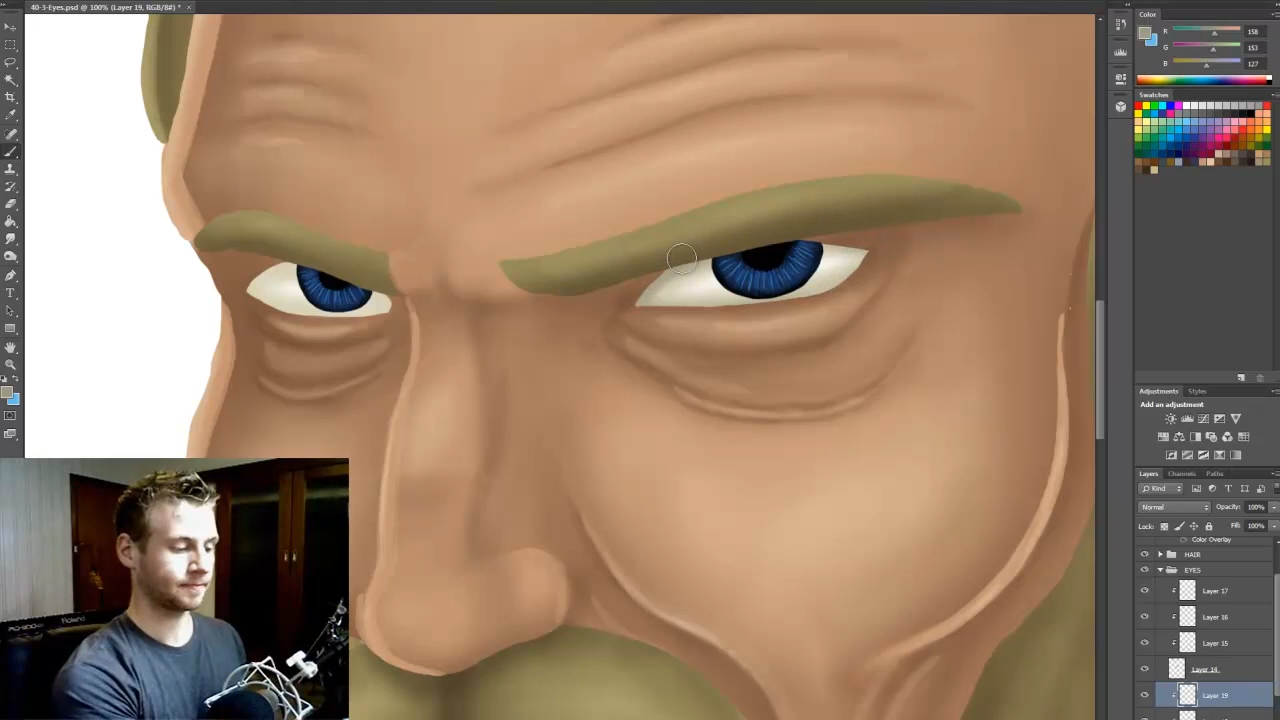 40-3-Eyes.psd @ 100% (Layer 19, RGB/8#) *
Color
R 158
G 153
B 127
Swatches
Adjustments Styles
Add an adjustment
Layers Channels Paths
Kind
Normal Opacity: 100%
Lock: Fill: 100%
Color Overlay
HAIR
EYES
Layer 17
Layer 16
Layer 15
Layer 14
Layer 19
Roland